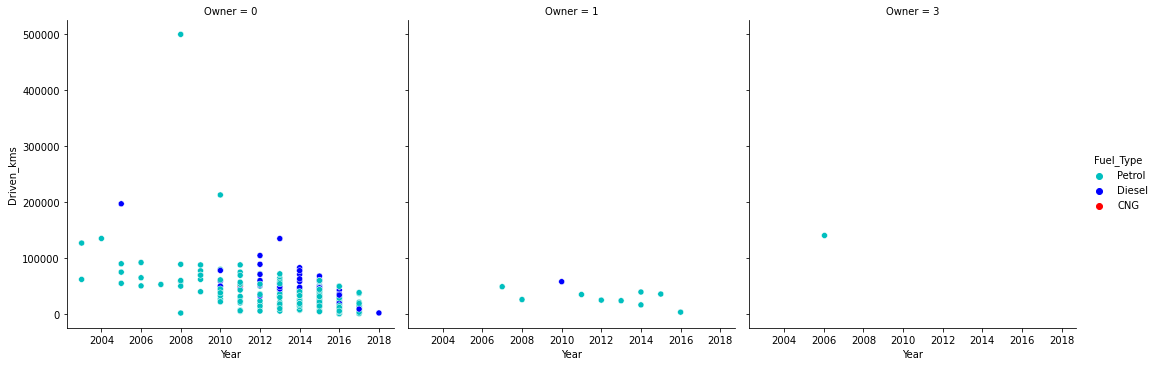 Owner = 0
Owner = 1
Owner = 3
500000
400000
300000
200000
100000
0
Driven_kms
2004 2006 2008 2010 2012 2014 2016 2018
Year
2004 2006 2008 2010 2012 2014 2016 2018
Year
2004 2006 2008 2010 2012 2014 2016 2018
Year
Fuel_Type
Petrol
Diesel
CNG